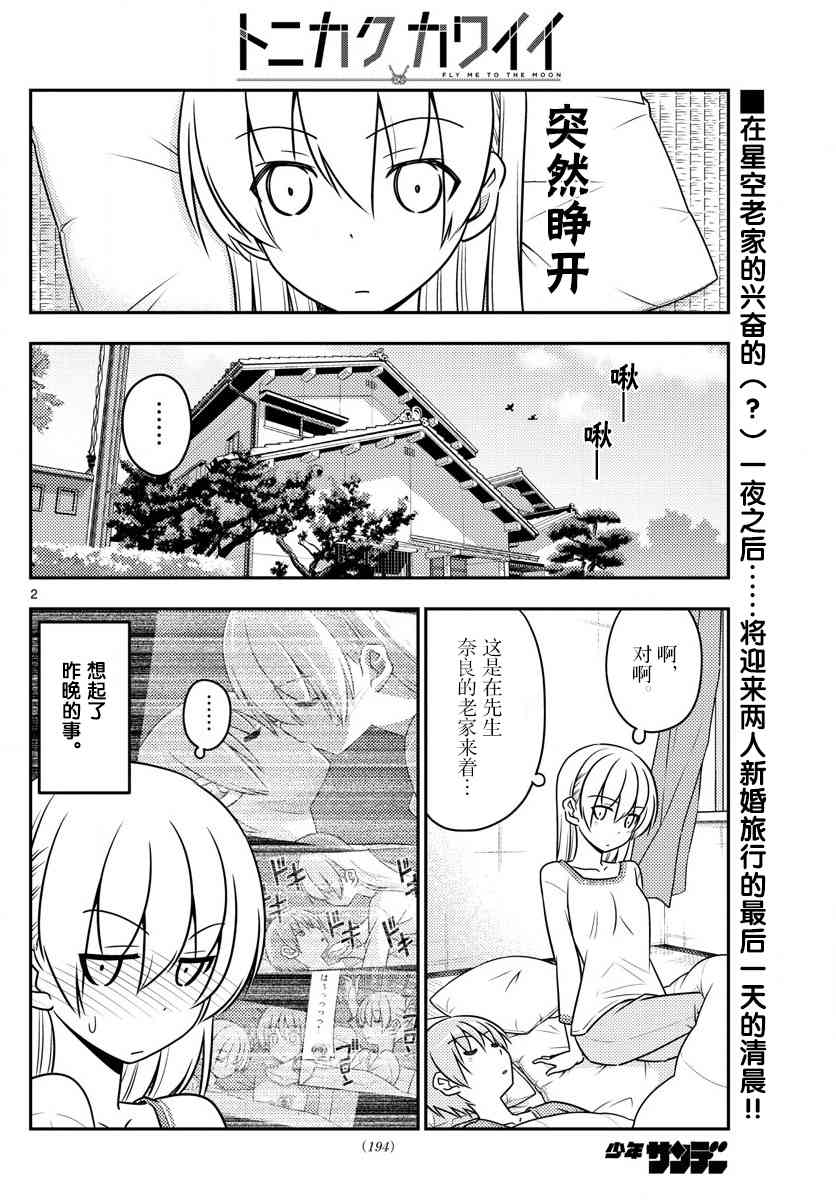 トニカクカワイイ
FLY ME TO THE MOON
■在星空老家的兴奋的（？）一夜之后……将迎来两人新婚旅行的最后一天的清晨!!
突然睁开
啾—
啾—
……
2
啊，
对啊。
这是在先生
奈良的老家来着…
……
想起了
昨晚的事。
ドキ
ドキ
ドキ
ドキ
(194)
少年サンデー